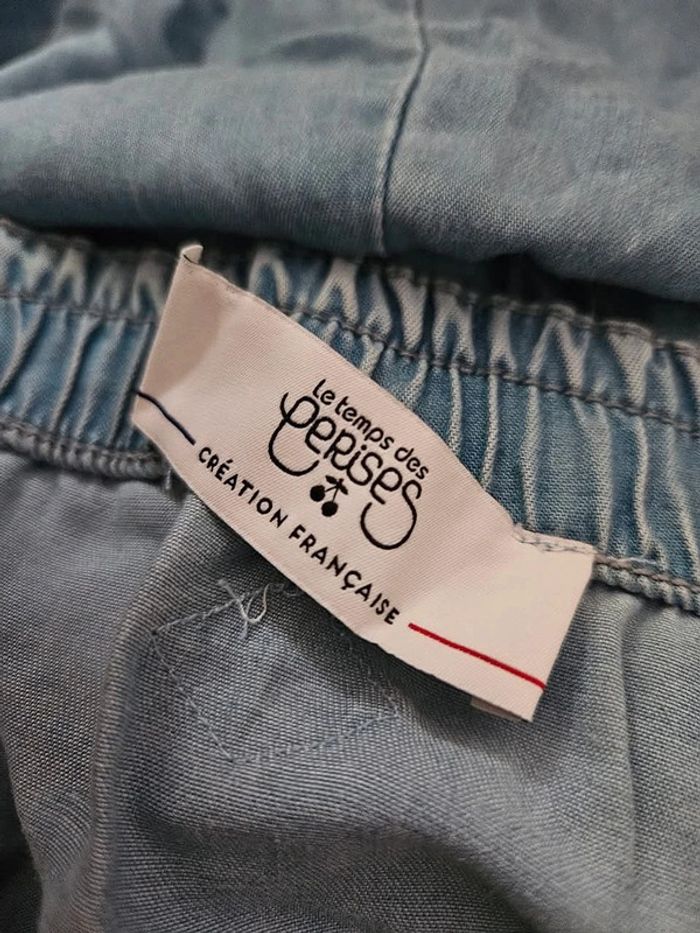 Le temps des
cerises
CRÉATION FRANÇAISE